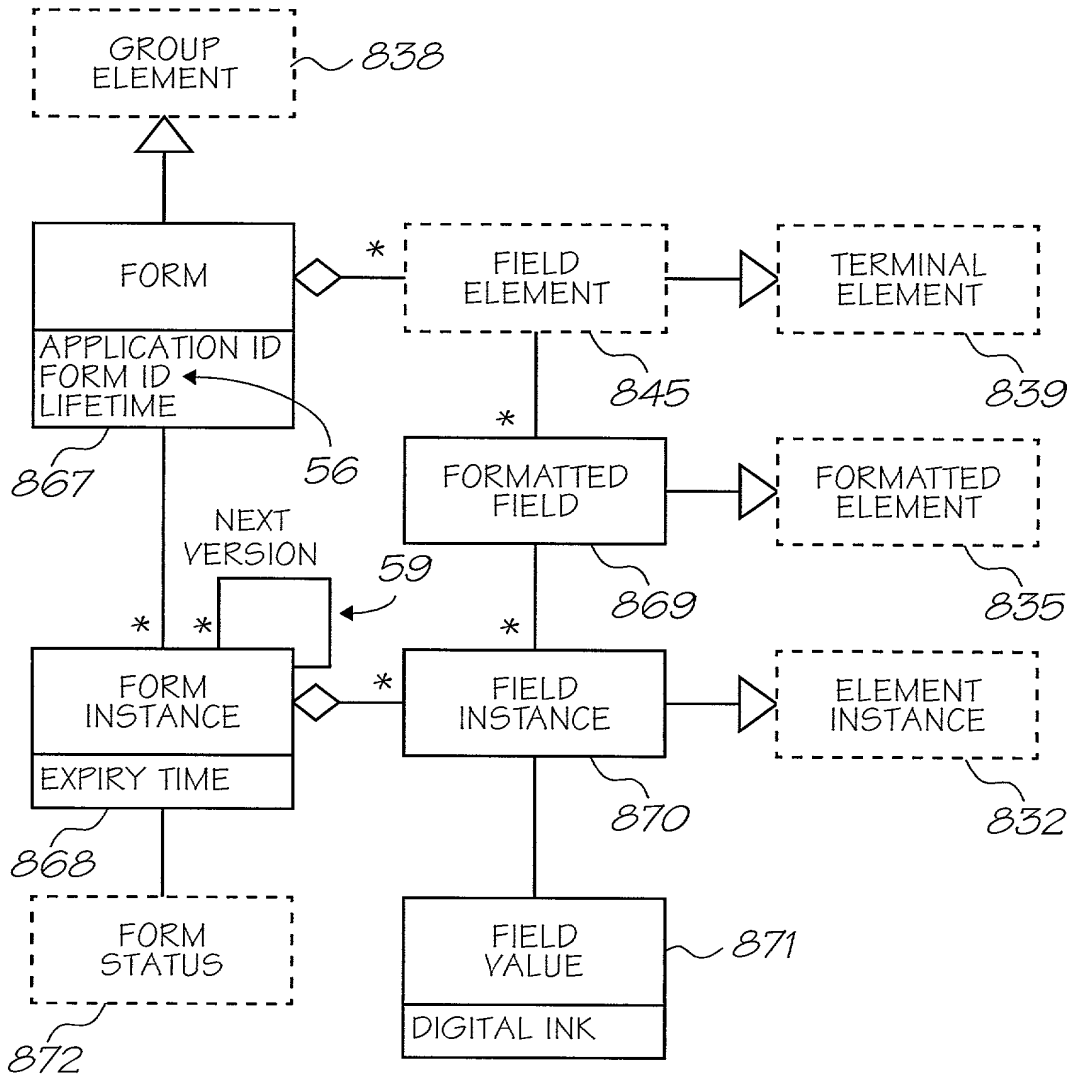 GROUP
ELEMENT
838
FORM
*
FIELD
ELEMENT
TERMINAL
ELEMENT
APPLICATION ID
FORM ID
LIFETIME
845
839
867
56
*
FORMATTED
FIELD
FORMATTED
ELEMENT
NEXT
VERSION
59
869
835
*
*
*
FORM
INSTANCE
*
FIELD
INSTANCE
ELEMENT
INSTANCE
EXPIRY TIME
870
832
868
FORM
STATUS
FIELD
VALUE
871
DIGITAL INK
872